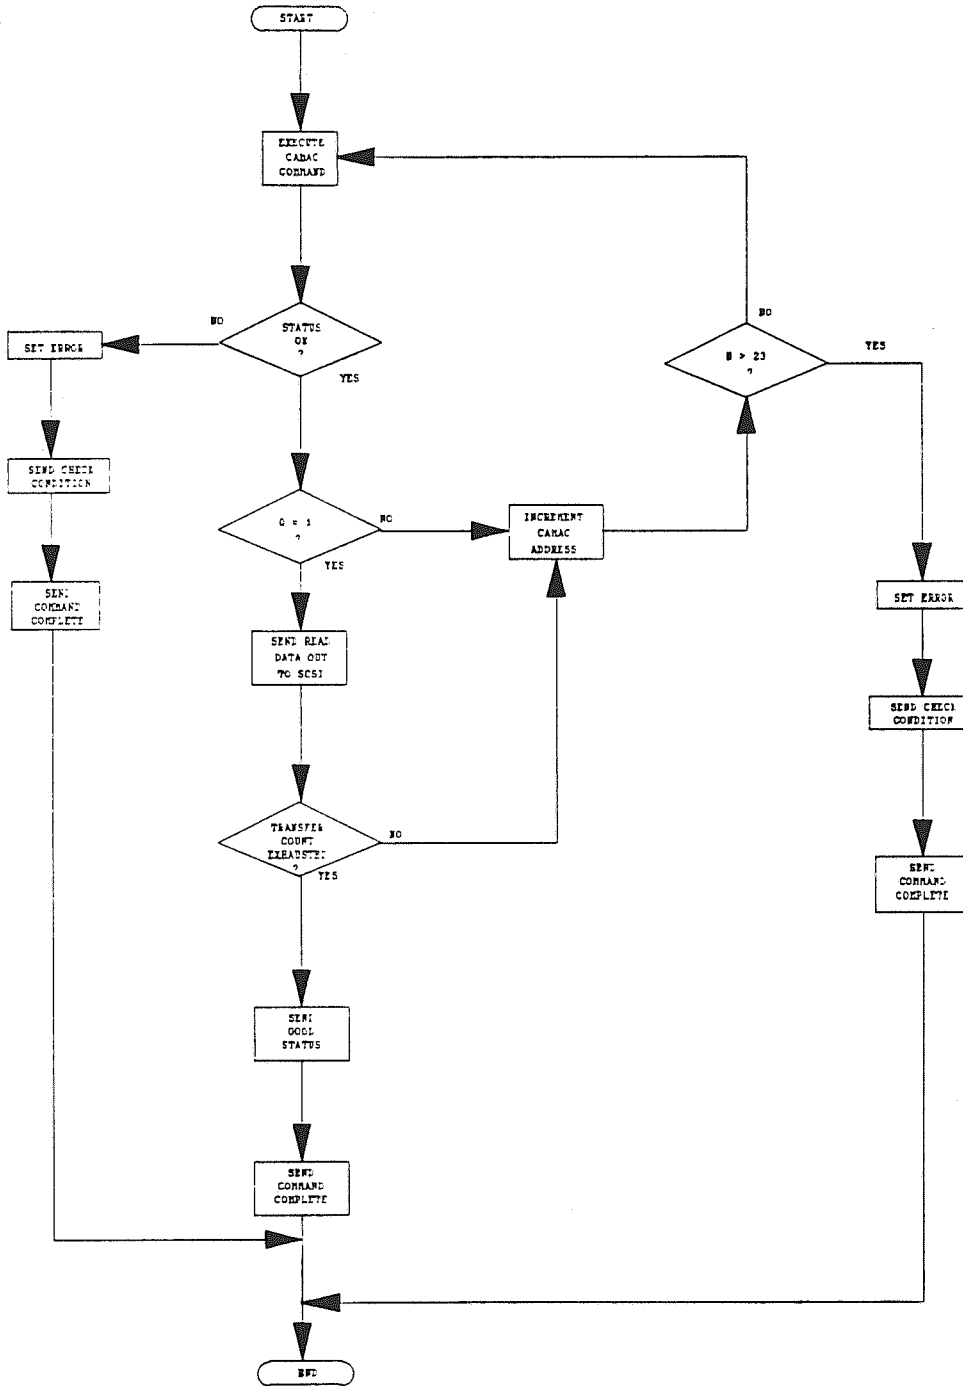 START
EXECUTE
CAMAC
COMMAND
STATUS
OK
?
NO
YES
SET ERROR
SEND CHECK
CONDITION
SEND
COMMAND
COMPLETE
Q = 1
?
NO
YES
INCREMENT
CAMAC
ADDRESS
N > 23
?
NO
YES
SET ERROR
SEND CHECK
CONDITION
SEND
COMMAND
COMPLETE
SEND READ
DATA OUT
TO SCSI
TRANSFER
COUNT
EXHAUSTED
?
NO
YES
SEND
GOOD
STATUS
SEND
COMMAND
COMPLETE
END